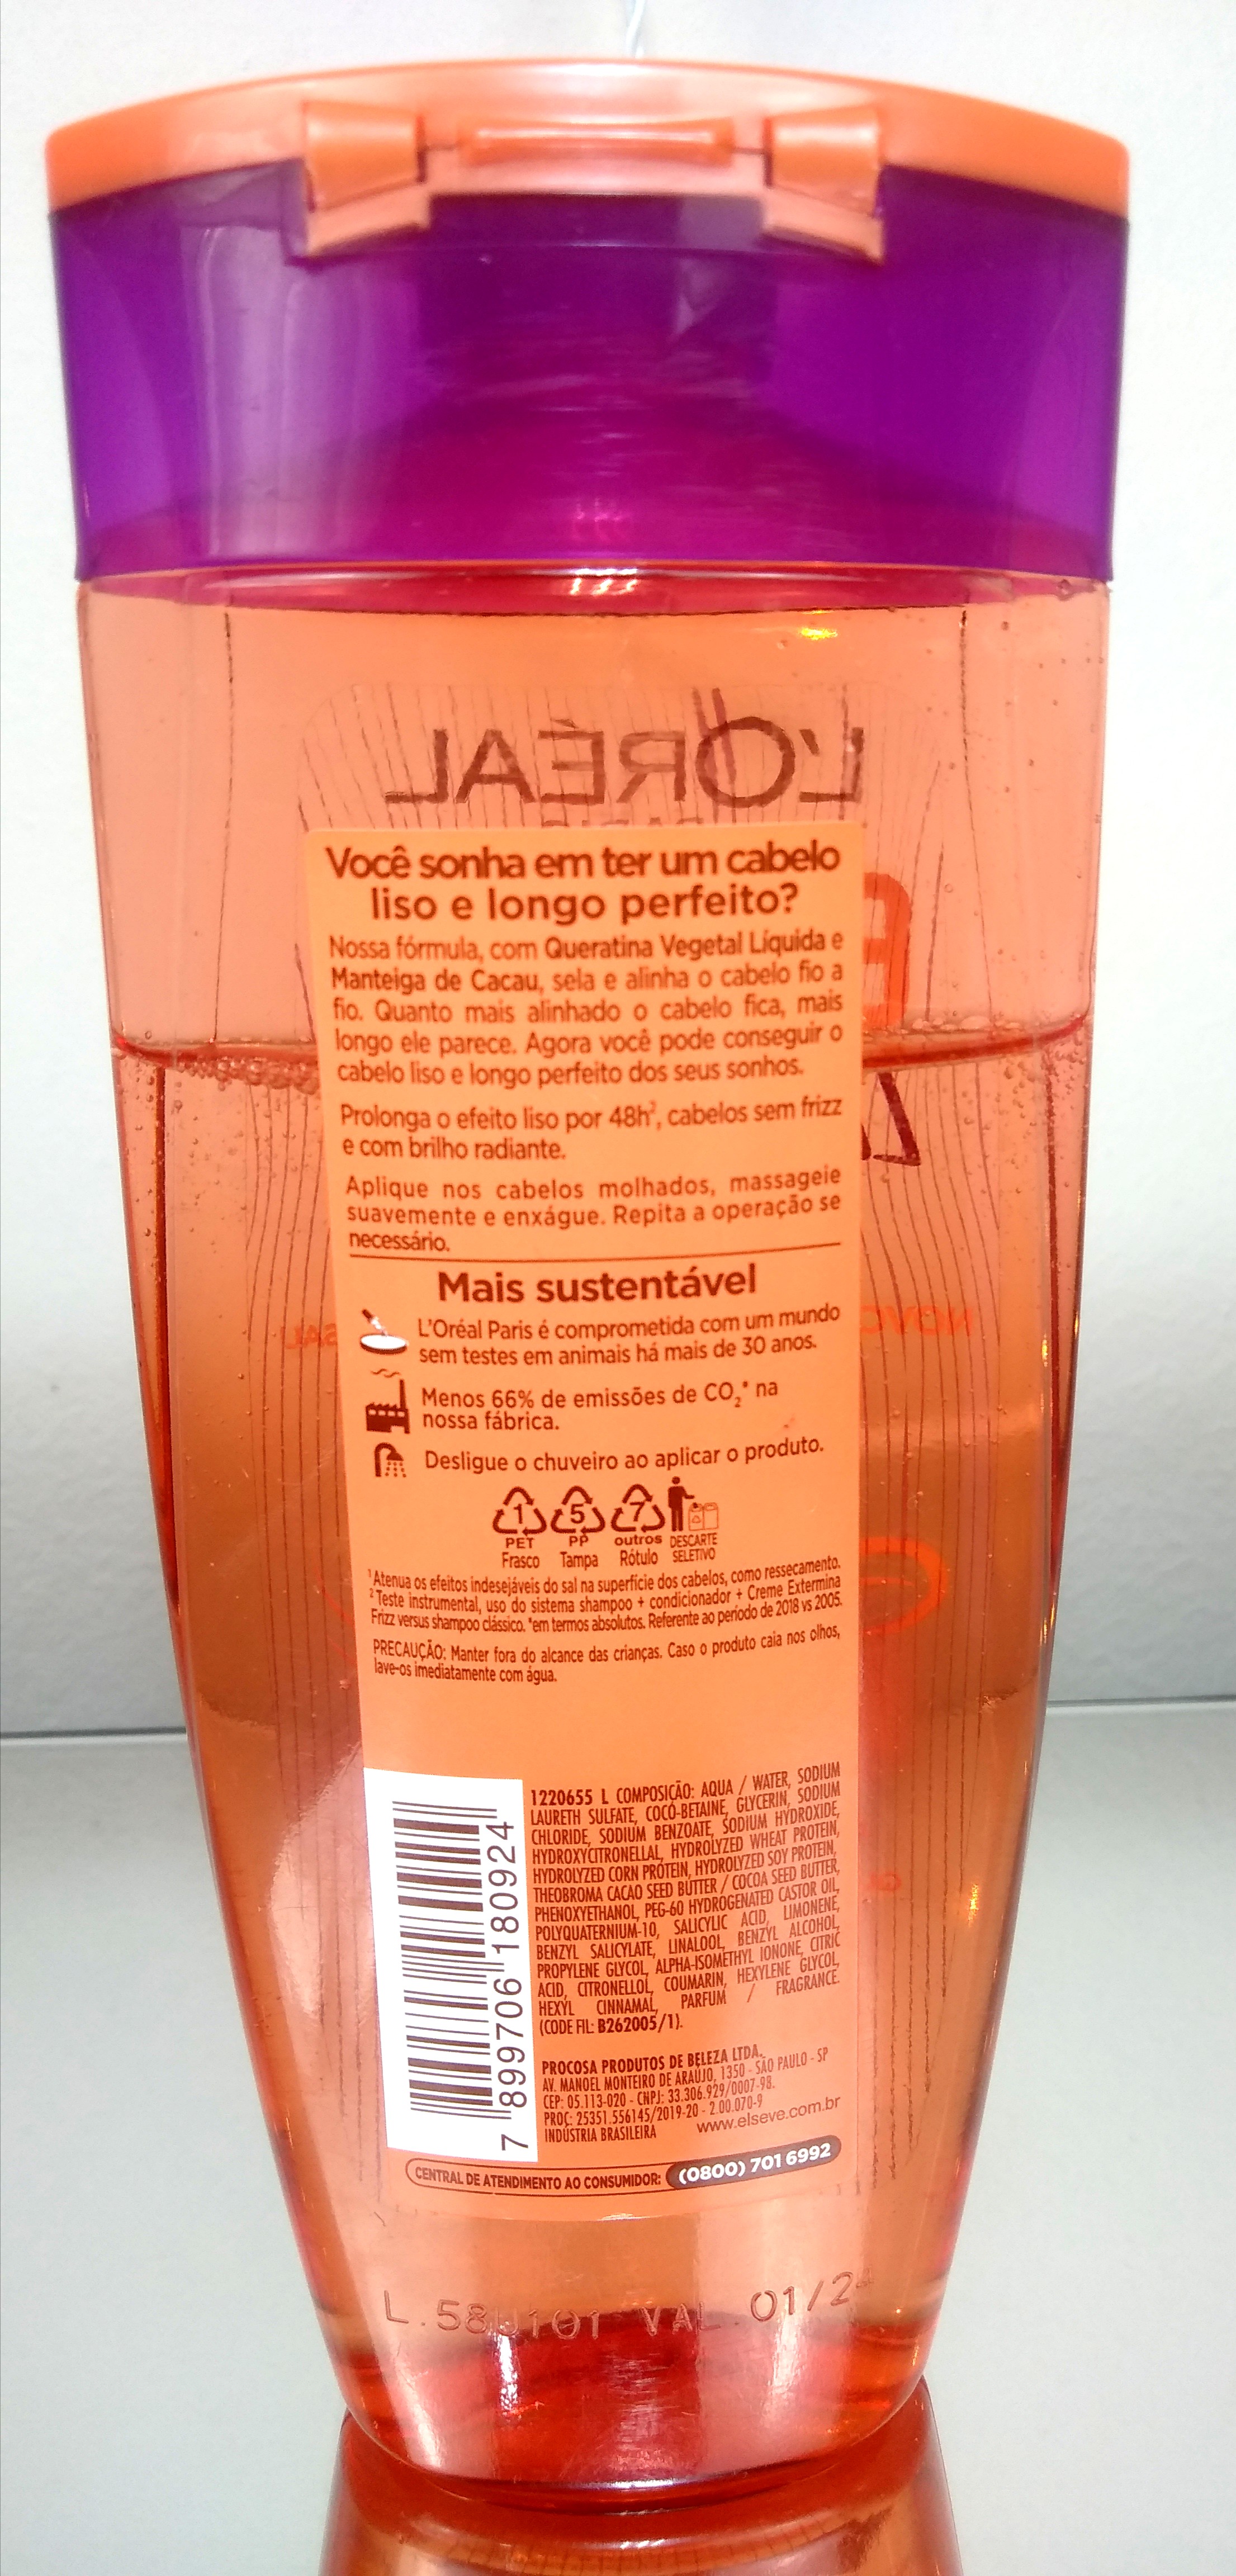 L'ORÉAL
Você sonha em ter um cabelo
liso e longo perfeito?
Nossa fórmula, com Queratina Vegetal Líquida e
Manteiga de Cacau, sela e alinha o cabelo fio a
fio. Quanto mais alinhado o cabelo fica, mais
longo ele parece. Agora você pode conseguir o
cabelo liso e longo perfeito dos seus sonhos.
Prolonga o efeito liso por 48h², cabelos sem frizz
e com brilho radiante.
Aplique nos cabelos molhados, massageie
suavemente e enxágue. Repita a operação se
necessário.
Mais sustentável
L'Oréal Paris é comprometida com um mundo
sem testes em animais há mais de 30 anos.
Menos 66% de emissões de CO₂* na
nossa fábrica.
Desligue o chuveiro ao aplicar o produto.
1 5 7
PET PP outros DESCARTE
Frasco Tampa Rótulo SELETIVO
¹Atenua os efeitos indesejáveis do sal na superfície dos cabelos, como ressecamento.
²Teste instrumental, uso do sistema shampoo + condicionador + Creme Extermina
Frizz versus shampoo clássico. *em termos absolutos. Referente ao período de 2018 vs 2005.
PRECAUÇÃO: Manter fora do alcance das crianças. Caso o produto caia nos olhos,
lave-os imediatamente com água.
1220655 L COMPOSIÇÃO: AQUA / WATER, SODIUM
LAURETH SULFATE, COCO-BETAINE, GLYCERIN, SODIUM
CHLORIDE, SODIUM BENZOATE, SODIUM HYDROXIDE,
HYDROXYCITRONELLAL, HYDROLYZED WHEAT PROTEIN,
HYDROLYZED CORN PROTEIN, HYDROLYZED SOY PROTEIN,
THEOBROMA CACAO SEED BUTTER / COCOA SEED BUTTER,
PHENOXYETHANOL, PEG-60 HYDROGENATED CASTOR OIL,
POLYQUATERNIUM-10, SALICYLIC ACID, LIMONENE,
BENZYL SALICYLATE, LINALOOL, BENZYL ALCOHOL,
PROPYLENE GLYCOL, ALPHA-ISOMETHYL IONONE, CITRIC
ACID, CITRONELLOL, COUMARIN, HEXYLENE GLYCOL,
HEXYL CINNAMAL, PARFUM / FRAGRANCE.
(CODE FIL: B262005/1).
7 899706 180924
PROCOSA PRODUTOS DE BELEZA LTDA.
AV. MANOEL MONTEIRO DE ARAUJO, 1350 - SÃO PAULO - SP
CEP: 05.113-020 - CNPJ: 33.306.929/0007-98.
PROC: 25351.556145/2019-20 - 2.00.070-9
INDÚSTRIA BRASILEIRA www.elseve.com.br
CENTRAL DE ATENDIMENTO AO CONSUMIDOR: (0800) 701 6992
L.58U101 VAL. 01/24